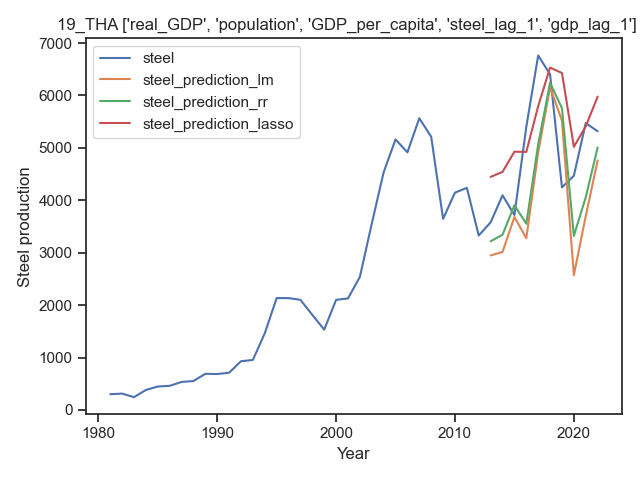 19_THA ['real_GDP', 'population', 'GDP_per_capita', 'steel_lag_1', 'gdp_lag_1']
7000
6000
5000
4000
3000
2000
1000
0
Steel production
steel
steel_prediction_lm
steel_prediction_rr
steel_prediction_lasso
1980
1990
2000
2010
2020
Year